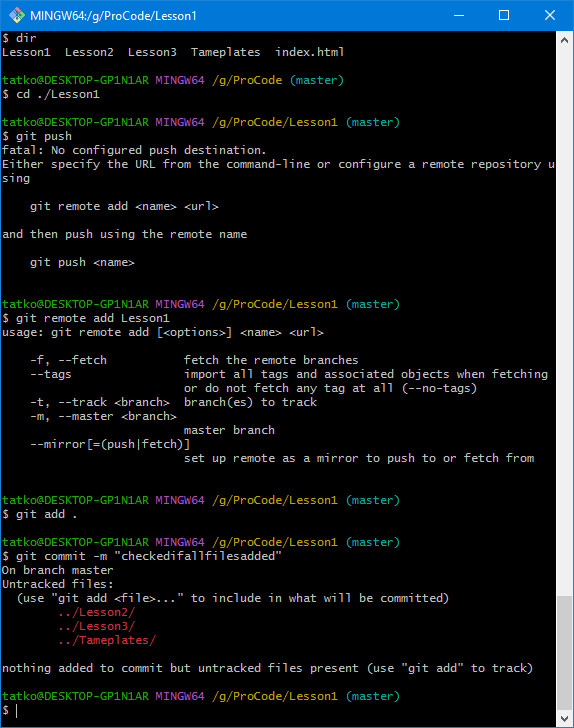 MINGW64:/g/ProCode/Lesson1
$ dir
Lesson1  Lesson2  Lesson3  Tameplates  index.html
tatko@DESKTOP-GP1N1AR MINGW64 /g/ProCode (master)
$ cd ./Lesson1
tatko@DESKTOP-GP1N1AR MINGW64 /g/ProCode/Lesson1 (master)
$ git push
fatal: No configured push destination.
Either specify the URL from the command-line or configure a remote repository u
sing
    git remote add <name> <url>
and then push using the remote name
    git push <name>
tatko@DESKTOP-GP1N1AR MINGW64 /g/ProCode/Lesson1 (master)
$ git remote add Lesson1
usage: git remote add [<options>] <name> <url>
    -f, --fetch           fetch the remote branches
    --tags                import all tags and associated objects when fetching
                          or do not fetch any tag at all (--no-tags)
    -t, --track <branch>  branch(es) to track
    -m, --master <branch>
                          master branch
    --mirror[=(push|fetch)]
                          set up remote as a mirror to push to or fetch from
tatko@DESKTOP-GP1N1AR MINGW64 /g/ProCode/Lesson1 (master)
$ git add .
tatko@DESKTOP-GP1N1AR MINGW64 /g/ProCode/Lesson1 (master)
$ git commit -m "checkedifallfilesadded"
On branch master
Untracked files:
  (use "git add <file>..." to include in what will be committed)
        ../Lesson2/
        ../Lesson3/
        ../Tameplates/
nothing added to commit but untracked files present (use "git add" to track)
tatko@DESKTOP-GP1N1AR MINGW64 /g/ProCode/Lesson1 (master)
$